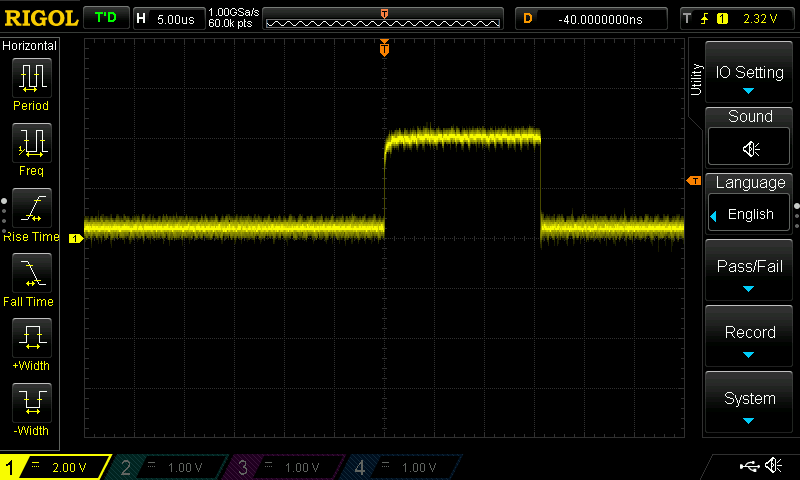 RIGOL T'D H 5.00us 1.00GSa/s 60.0k pts T D -40.0000000ns T 1 2.32 V
Horizontal
Period
Freq
Rise Time
Fall Time
+Width
-Width
T
1
T
Utility
IO Setting
Sound
Language
English
Pass/Fail
Record
System
1 2.00 V 2 1.00 V 3 1.00 V 4 1.00 V